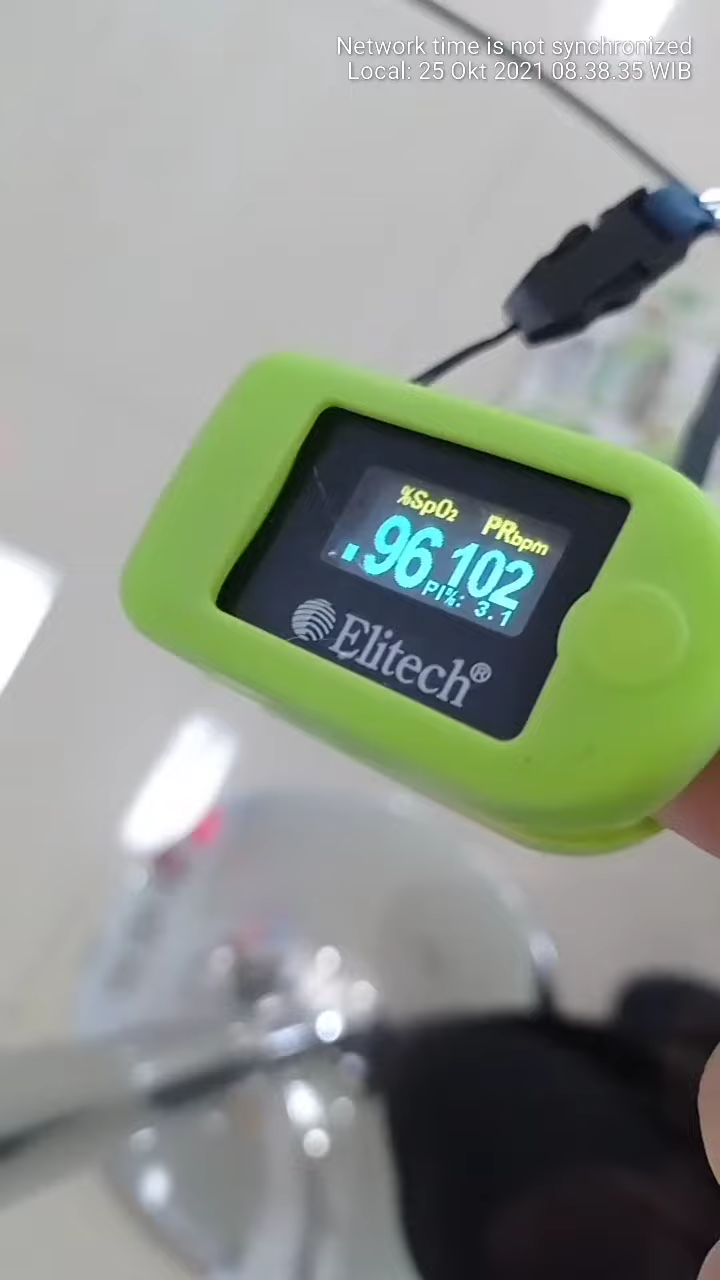 Network time is not synchronized
Local: 25 Okt 2021 08.38.35 WIB
%SpO₂ PRbpm
96 102
PI%: 3.1
Elitech®